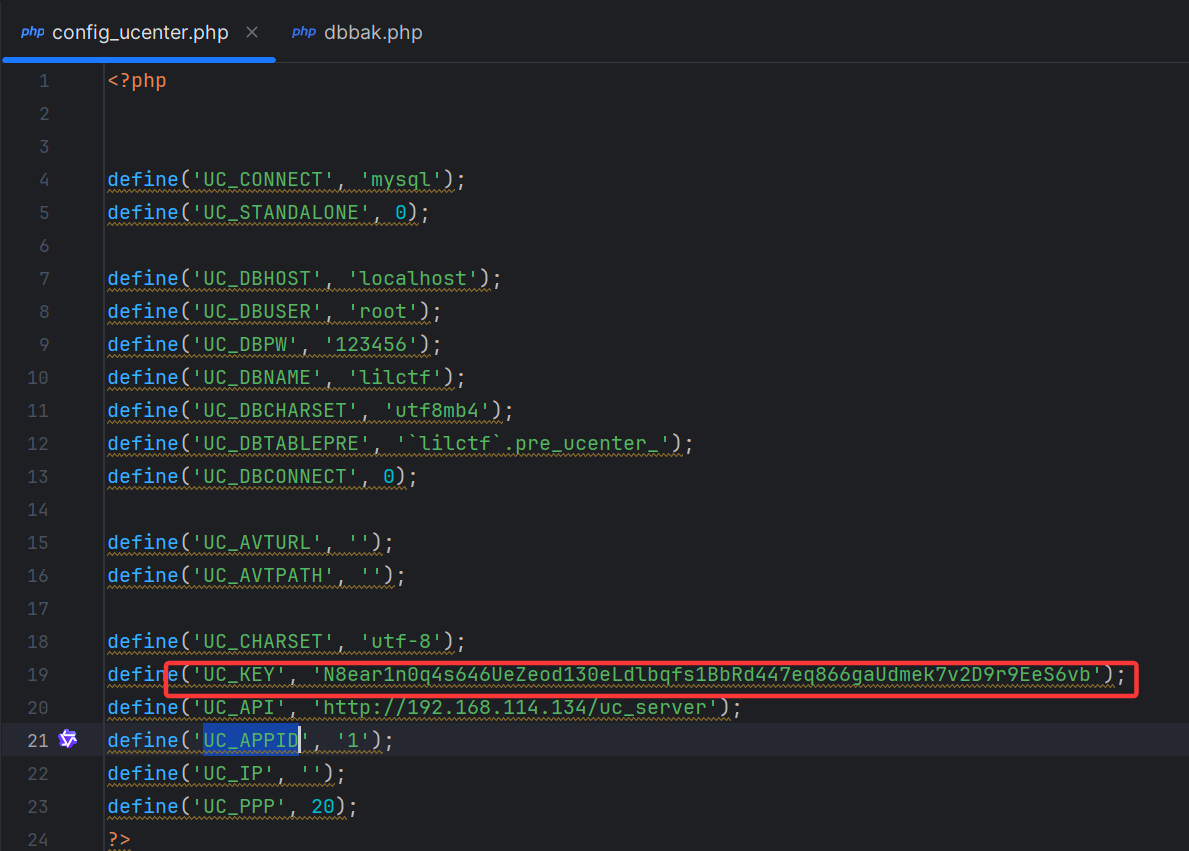 php config_ucenter.php × php dbbak.php
1 <?php
2
3
4 define('UC_CONNECT', 'mysql');
5 define('UC_STANDALONE', 0);
6
7 define('UC_DBHOST', 'localhost');
8 define('UC_DBUSER', 'root');
9 define('UC_DBPW', '123456');
10 define('UC_DBNAME', 'lilctf');
11 define('UC_DBCHARSET', 'utf8mb4');
12 define('UC_DBTABLEPRE', '`lilctf`.pre_ucenter_');
13 define('UC_DBCONNECT', 0);
14
15 define('UC_AVTURL', '');
16 define('UC_AVTPATH', '');
17
18 define('UC_CHARSET', 'utf-8');
19 define('UC_KEY', 'N8ear1n0q4s646UeZeod130eLdlbqfs1BbRd447eq866gaUdmek7v2D9r9EeS6vb');
20 define('UC_API', 'http://192.168.114.134/uc_server');
21 define('UC_APPID', '1');
22 define('UC_IP', '');
23 define('UC_PPP', 20);
24 ?>